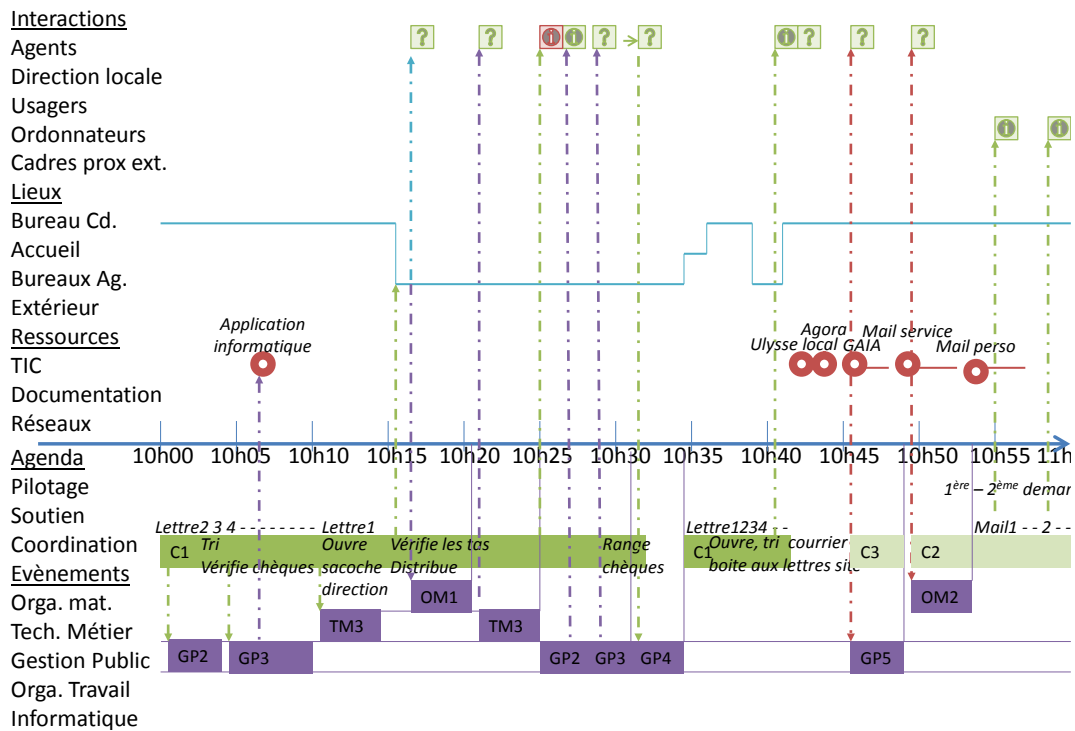 Interactions
Agents
Direction locale
Usagers
Ordonnateurs
Cadres prox ext.
Lieux
Bureau Cd.
Accueil
Bureaux Ag.
Extérieur
Ressources
Application
informatique
Agora
Ulysse local GAIA
Mail service
Mail perso
TIC
Documentation
Réseaux
Agenda
10h00 10h05 10h10 10h15 10h20 10h25 10h30 10h35 10h40 10h45 10h50 10h55 11h
Pilotage
1ère – 2ème deman
Soutien
Lettre2 3 4 - - - - - - - - - Lettre1 Lettre1234 - - Mail1 - - 2 - -
Coordination
C1 Tri
Vérifie chèques
Ouvre
sacoche
direction
Vérifie les tas
Distribue
Range
chèques
C1 Ouvre, tri courrier
boite aux lettres site
C3 C2
Evènements
Orga. mat.
OM1 OM2
Tech. Métier
TM3 TM3
Gestion Public
GP2 GP3 GP2 GP3 GP4 GP5
Orga. Travail
Informatique